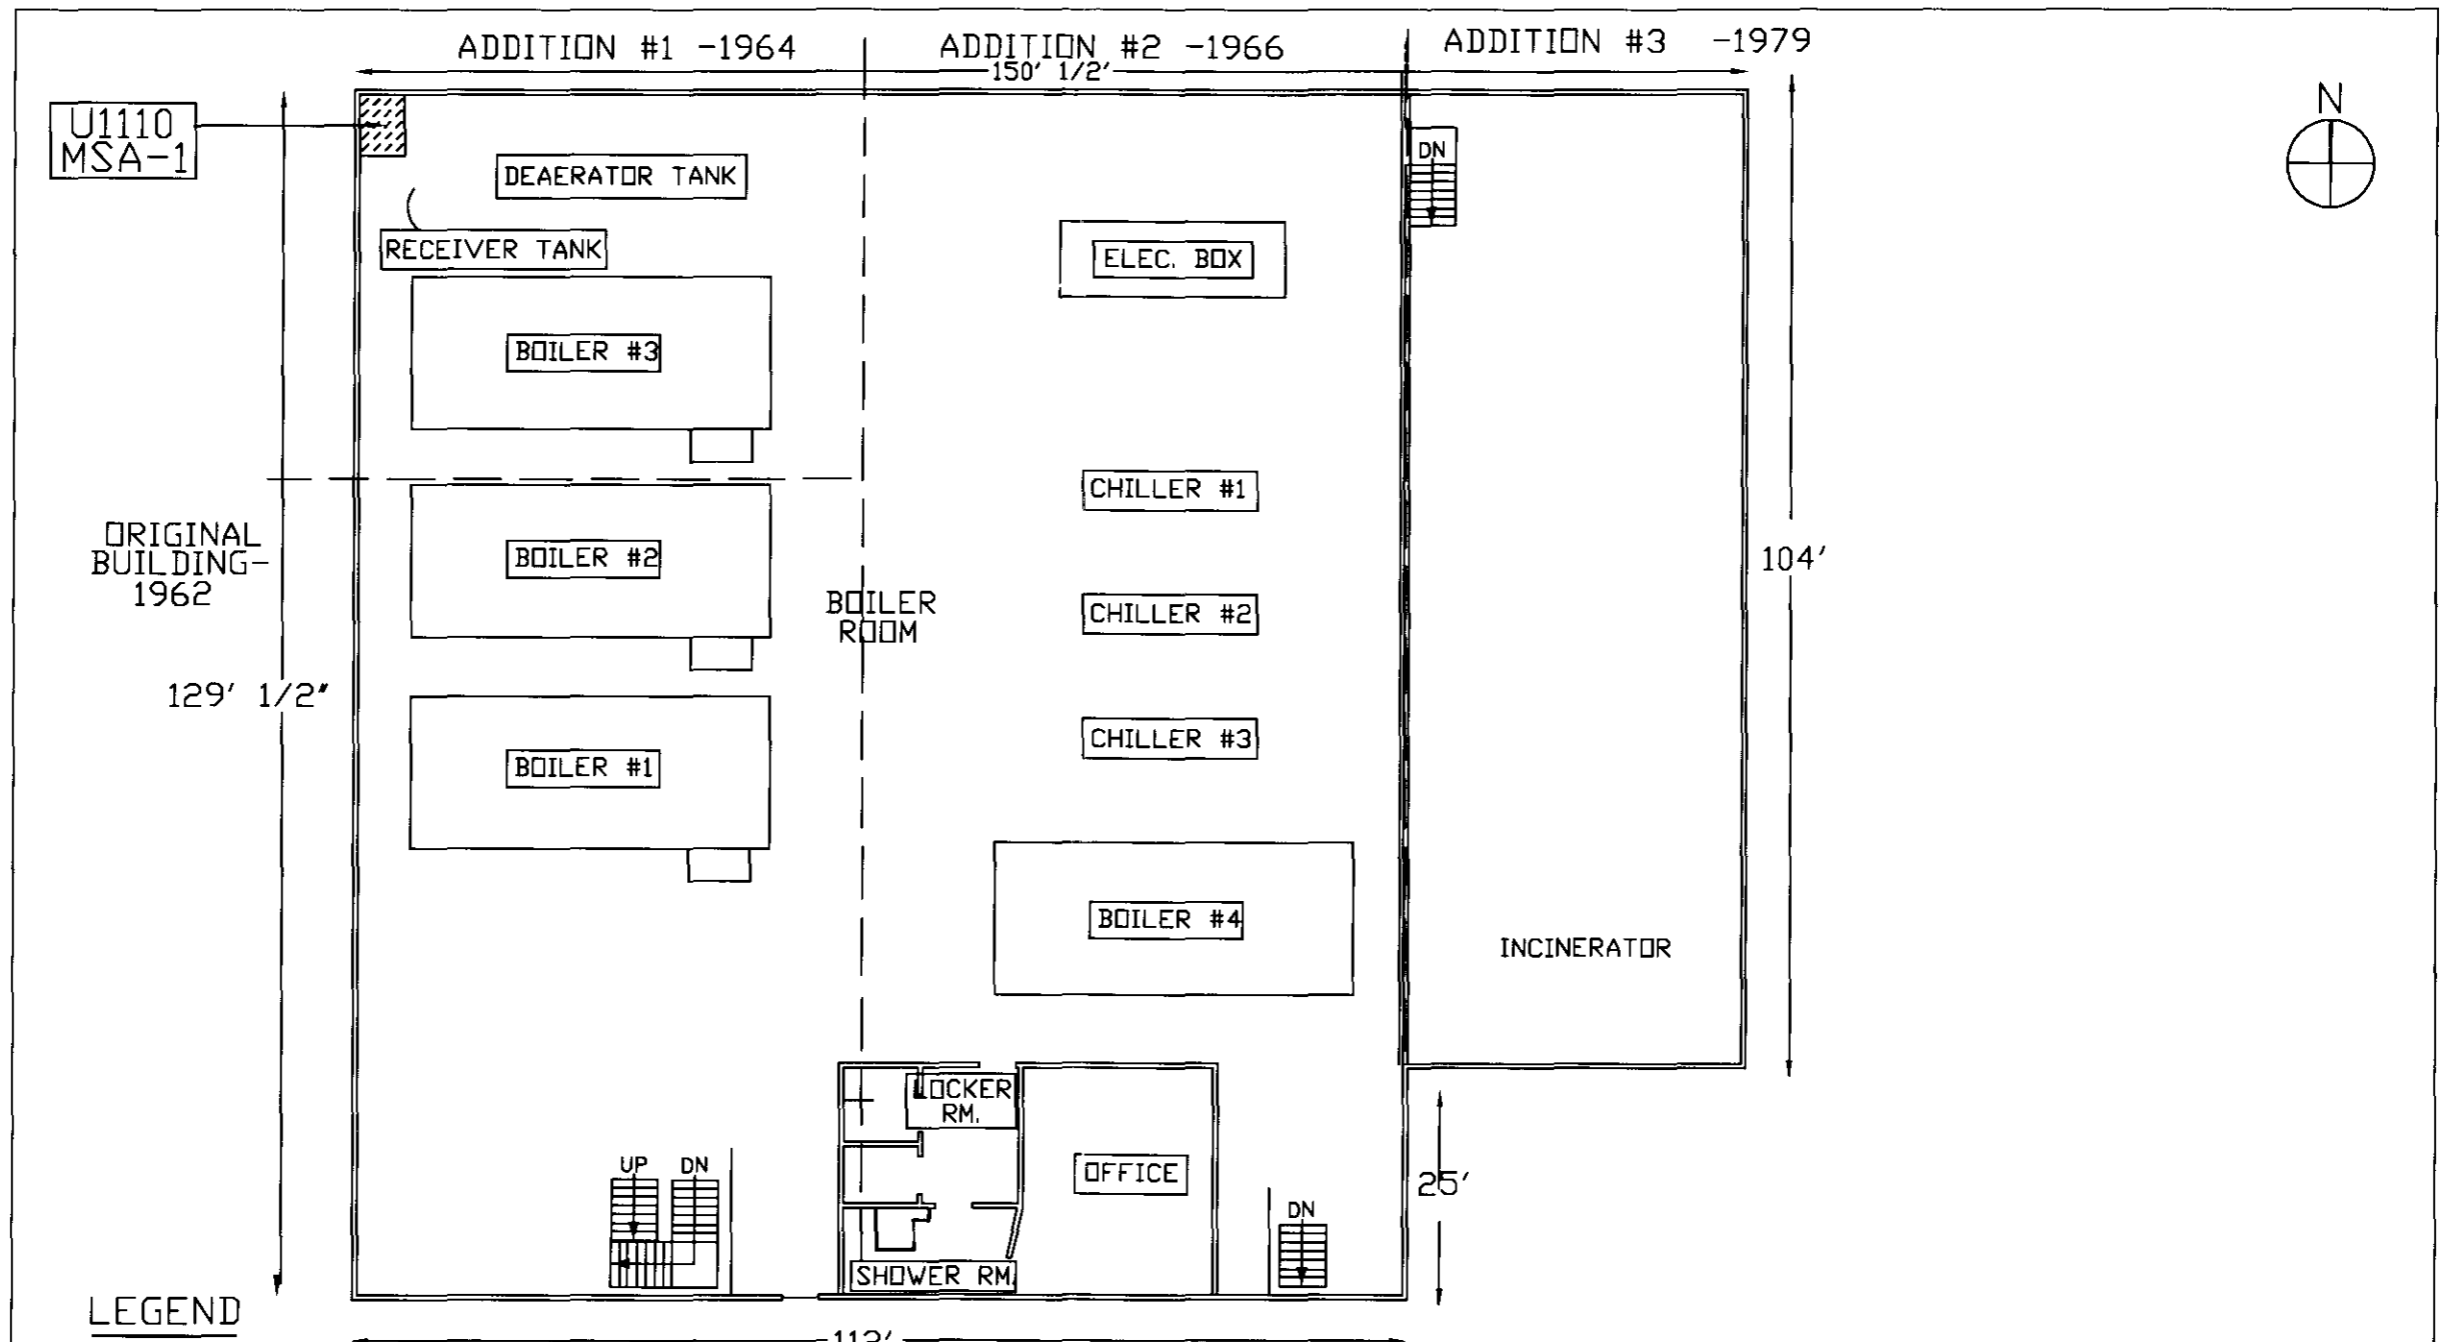 ADDITION #1 -1964
ADDITION #2 -1966
ADDITION #3 -1979
150' 1/2'
U1110
MSA-1
N
DN
DEAERATOR TANK
RECEIVER TANK
ELEC. BOX
BOILER #3
CHILLER #1
ORIGINAL
BUILDING-
1962
BOILER #2
104'
BOILER
ROOM
CHILLER #2
129' 1/2"
CHILLER #3
BOILER #1
BOILER #4
INCINERATOR
LOCKER
RM.
UP
DN
OFFICE
25'
DN
SHOWER RM.
LEGEND